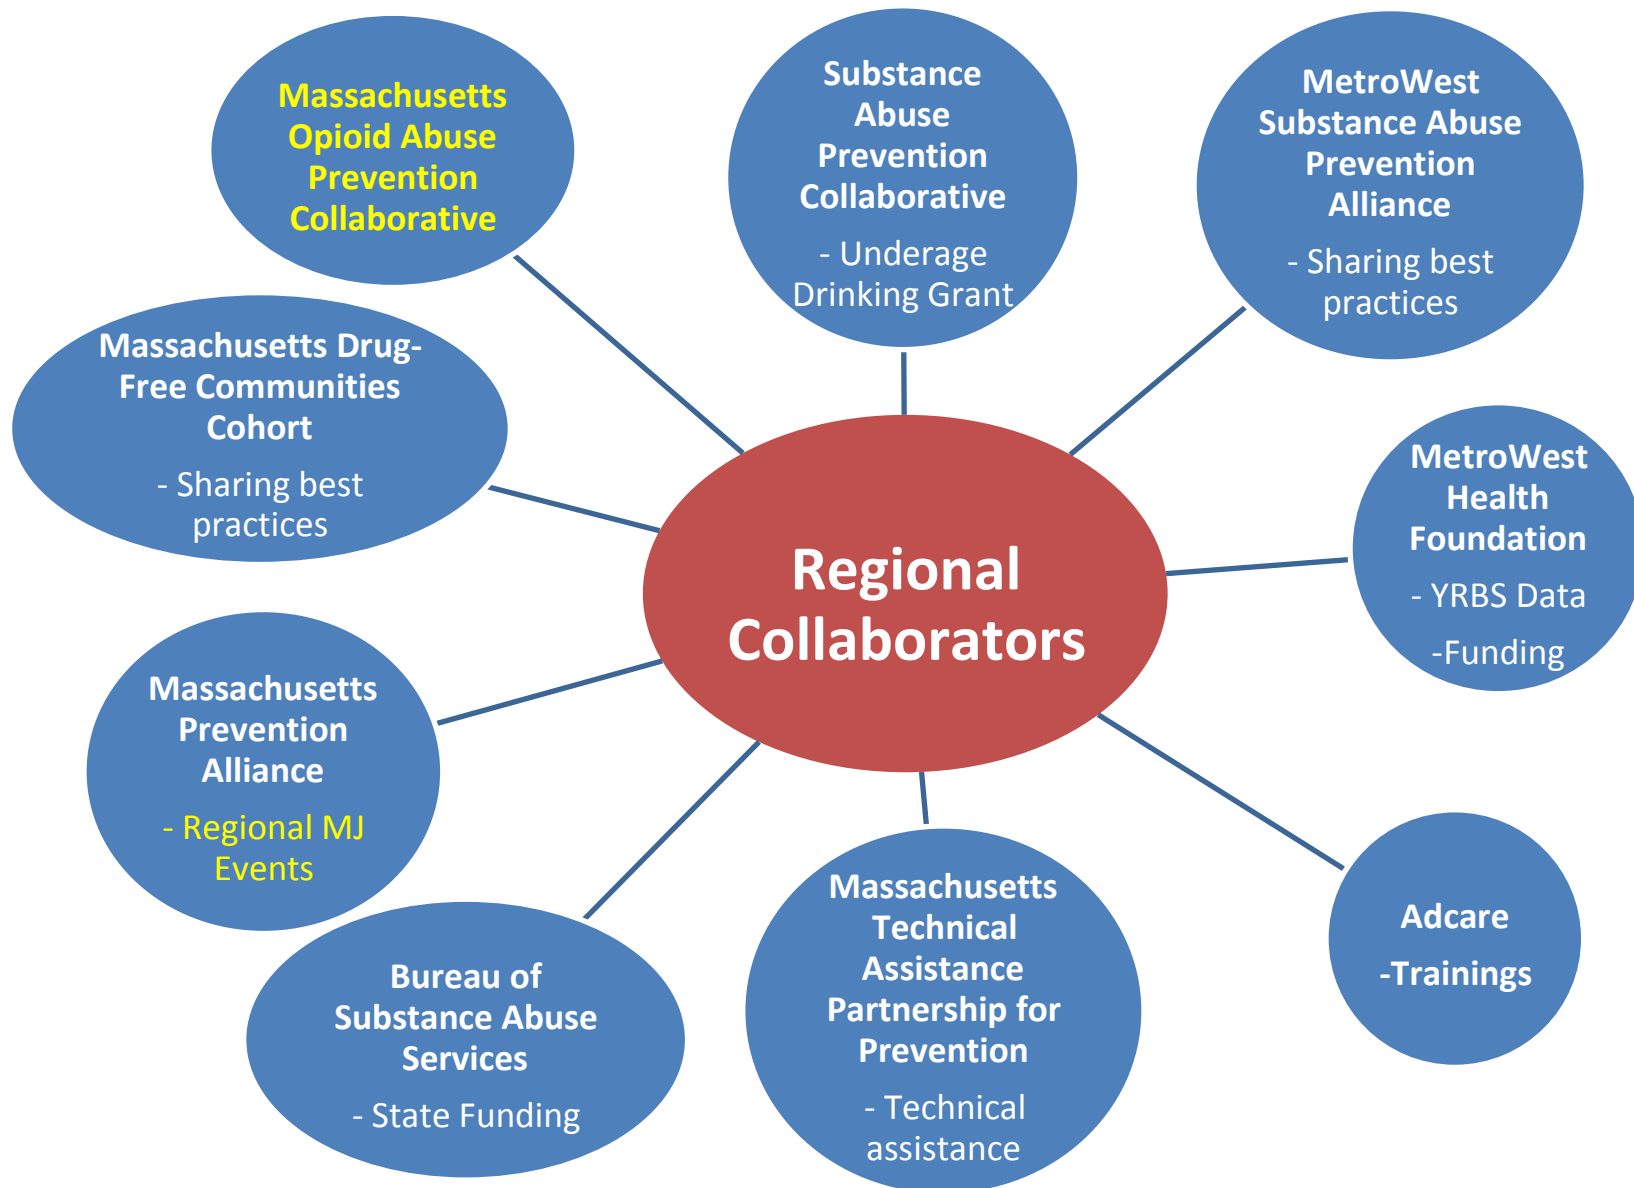 Massachusetts
Opioid Abuse
Prevention
Collaborative
Substance
Abuse
Prevention
Collaborative
- Underage
Drinking Grant
MetroWest
Substance Abuse
Prevention
Alliance
- Sharing best
practices
Massachusetts Drug-
Free Communities
Cohort
- Sharing best
practices
MetroWest
Health
Foundation
- YRBS Data
-Funding
Regional
Collaborators
Massachusetts
Prevention
Alliance
- Regional MJ
Events
Bureau of
Substance Abuse
Services
- State Funding
Massachusetts
Technical
Assistance
Partnership for
Prevention
- Technical
assistance
Adcare
-Trainings